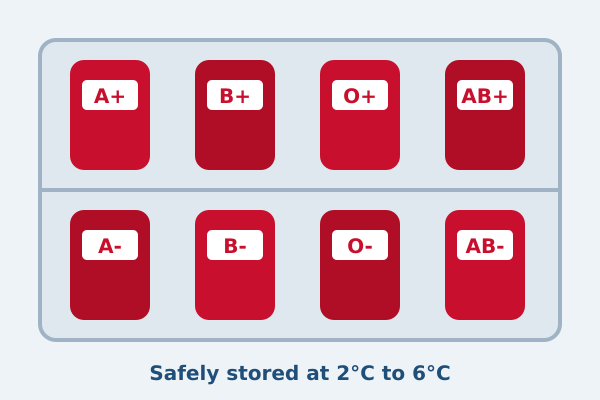 A+ B+ O+ AB+
A- B- O- AB-
Safely stored at 2°C to 6°C